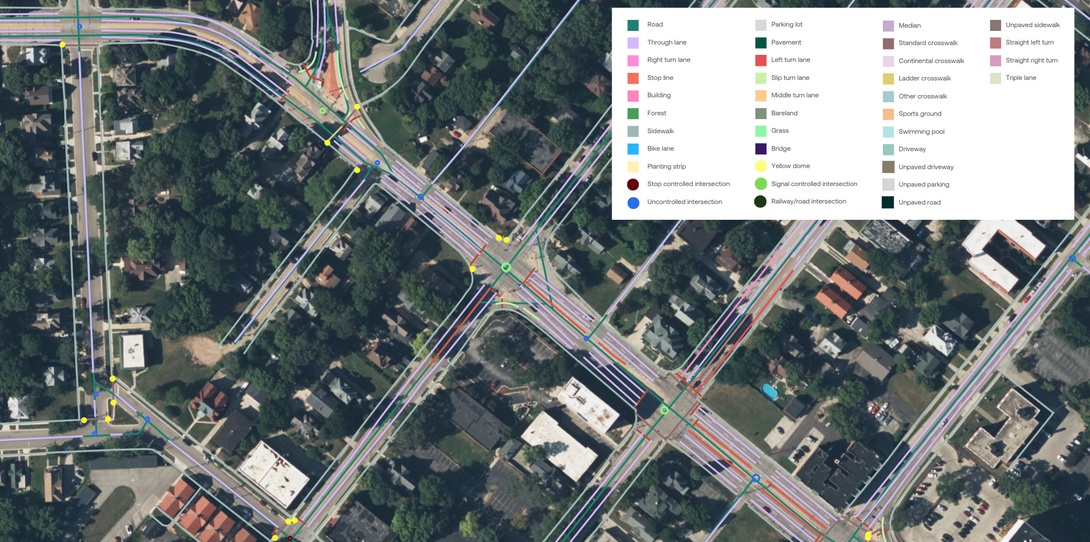 Road
Through lane
Right turn lane
Stop line
Building
Forest
Sidewalk
Bike lane
Planting strip
Stop controlled intersection
Uncontrolled intersection
Parking lot
Pavement
Left turn lane
Slip turn lane
Middle turn lane
Bareland
Grass
Bridge
Yellow dome
Signal controlled intersection
Railway/road intersection
Median
Standard crosswalk
Continental crosswalk
Ladder crosswalk
Other crosswalk
Sports ground
Swimming pool
Driveway
Unpaved driveway
Unpaved parking
Unpaved road
Unpaved sidewalk
Straight left turn
Straight right turn
Triple lane